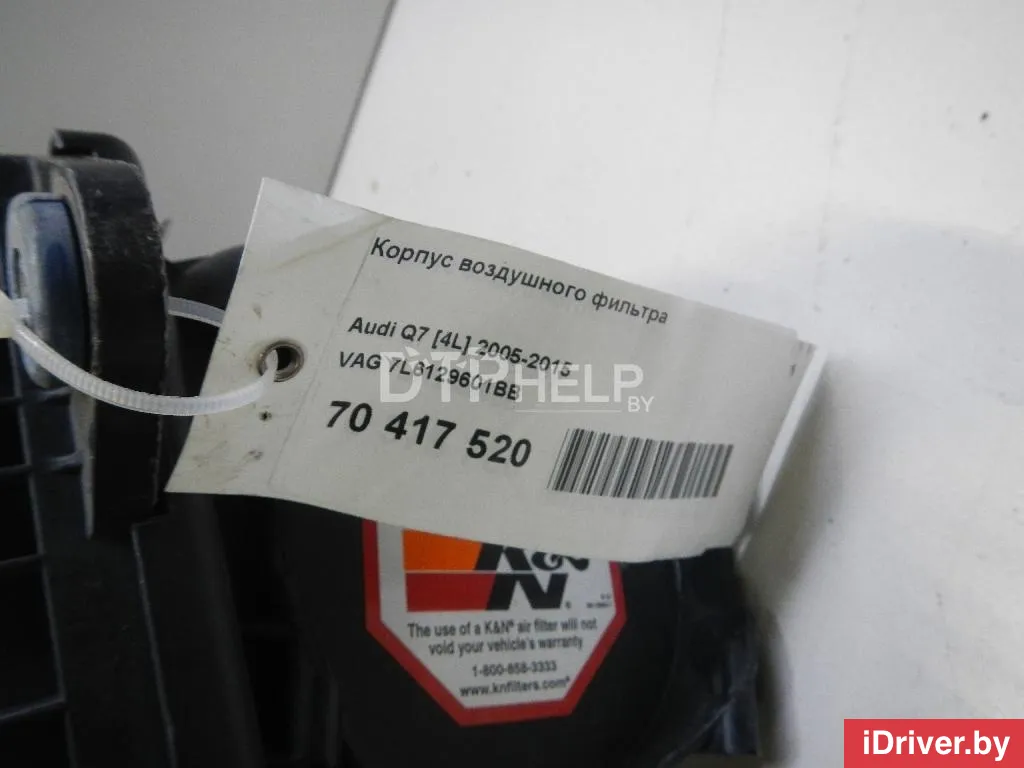 Корпус воздушного фильтра
Audi Q7 [4L] 2005-2015
VAG 7L6129601BE
70 417 520
DTPHELP
BY
K&N®
The use of a K&N® air filter will not
void your vehicle's warranty
1-800-858-3333
www.knfilters.com®
iDriver.by